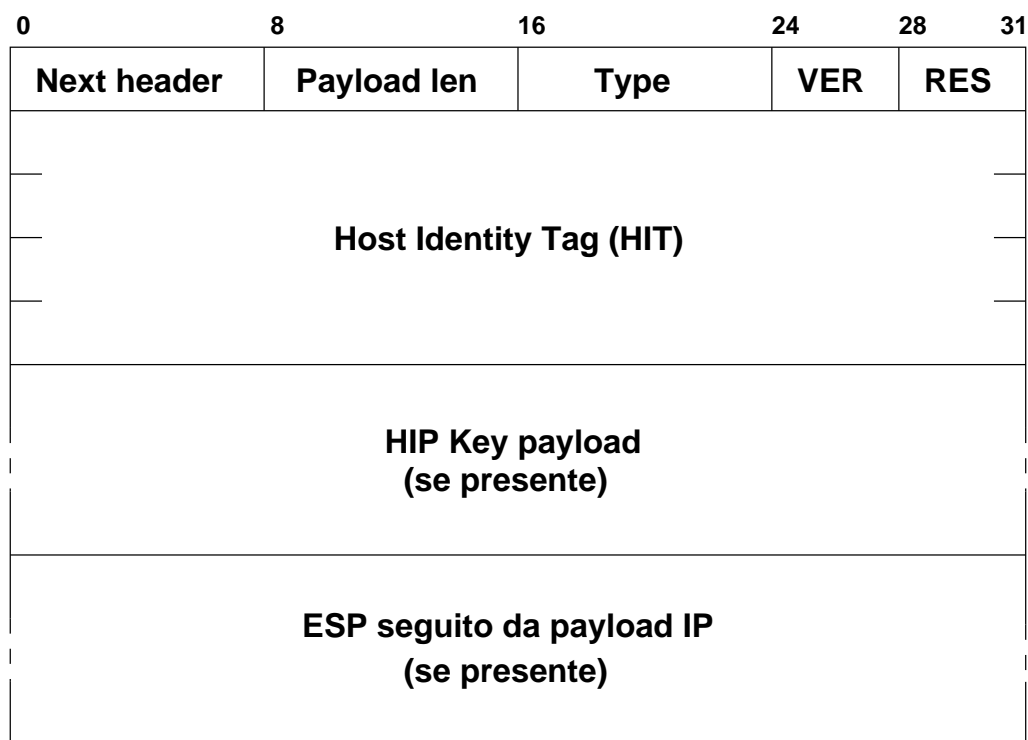 0 8 16 24 28 31
Next header Payload len Type VER RES
Host Identity Tag (HIT)
HIP Key payload
(se presente)
ESP seguito da payload IP
(se presente)